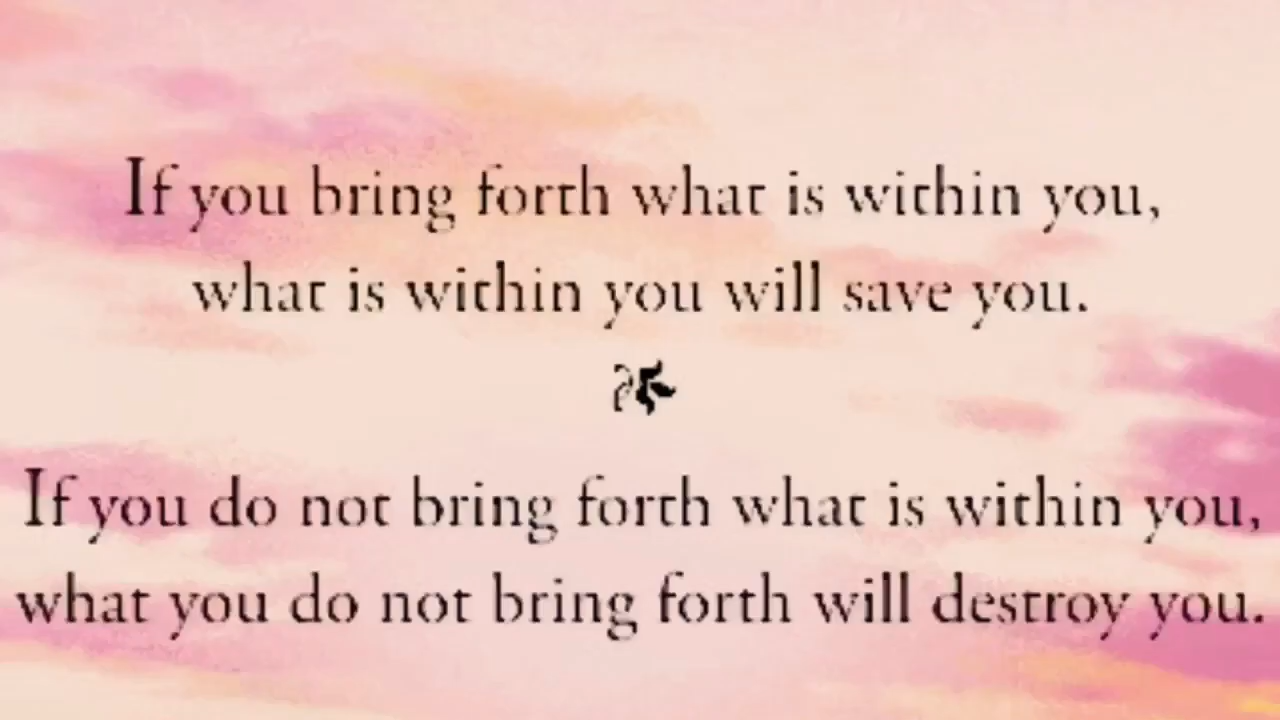 If you bring forth what is within you,
what is within you will save you.
If you do not bring forth what is within you,
what you do not bring forth will destroy you.